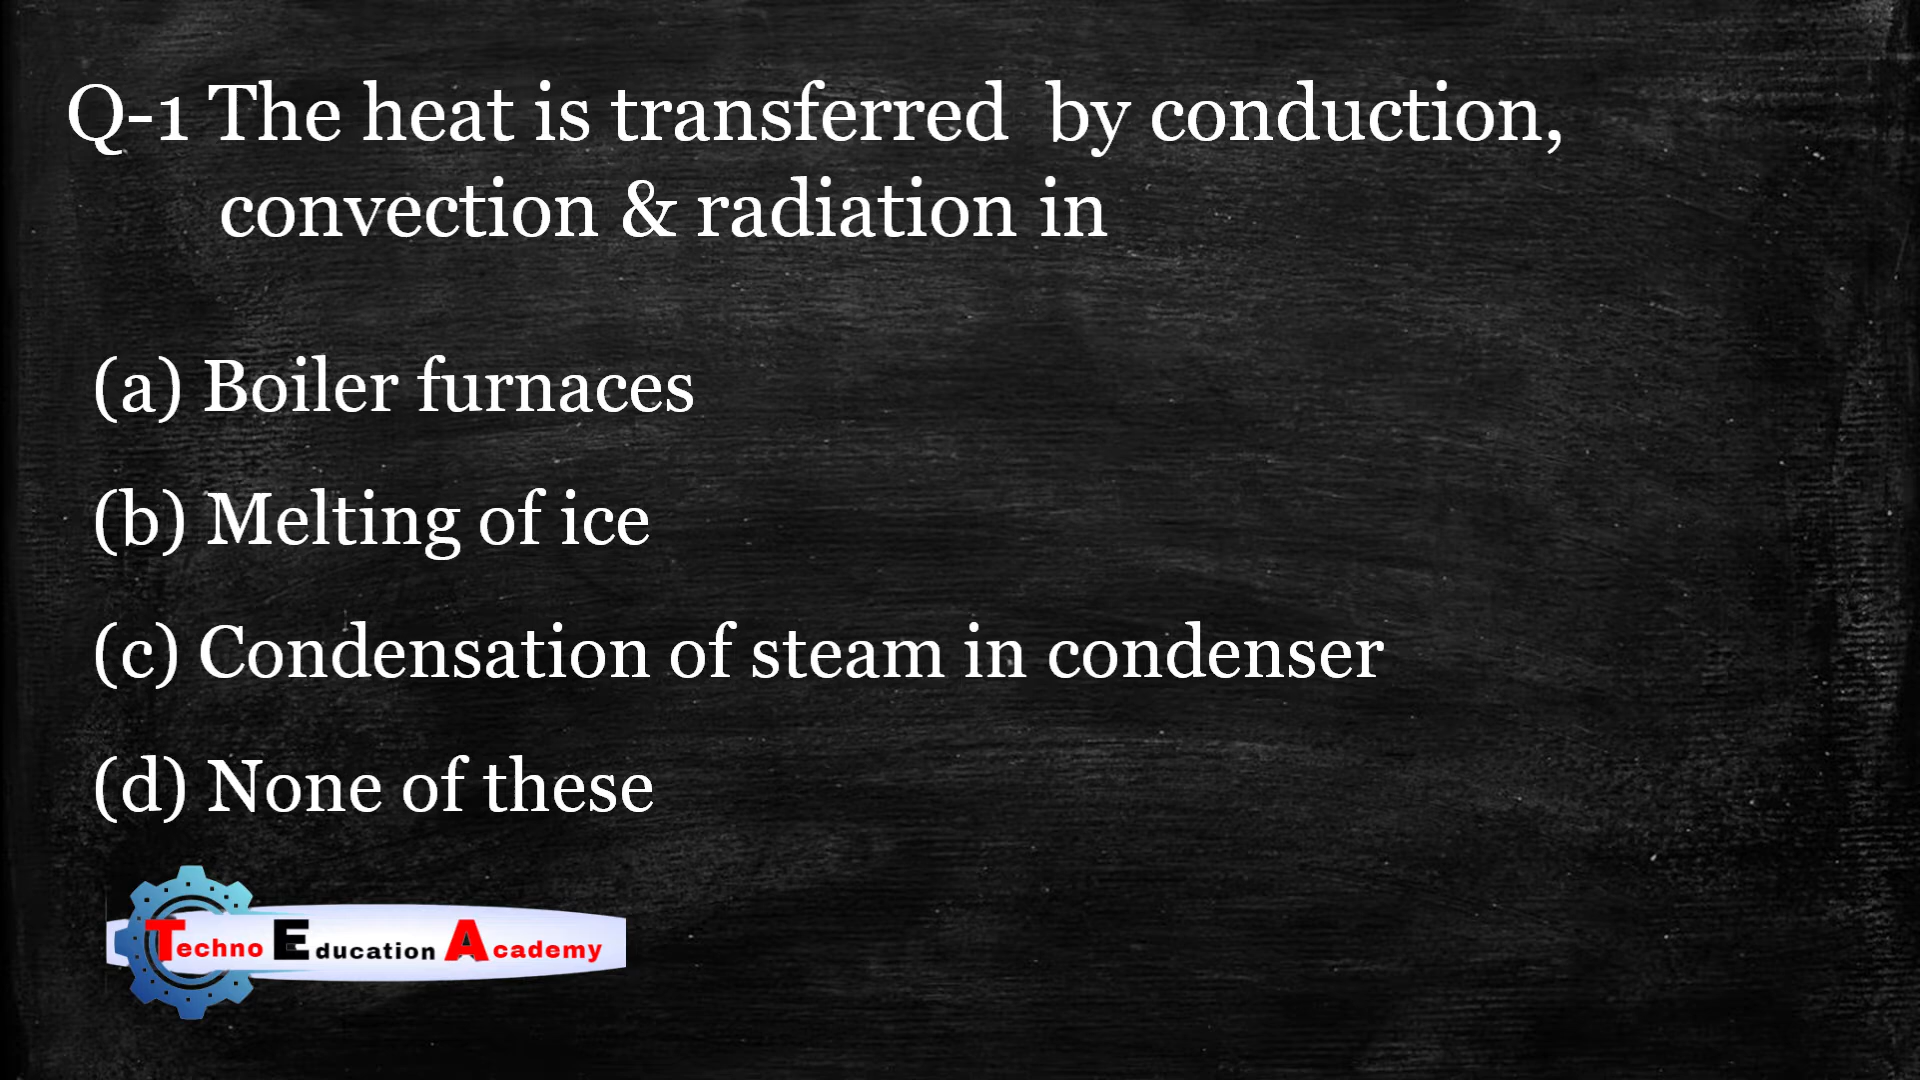 Q-1 The heat is transferred  by conduction,
convection & radiation in
(a) Boiler furnaces
(b) Melting of ice
(c) Condensation of steam in condenser
(d) None of these
Techno Education Academy